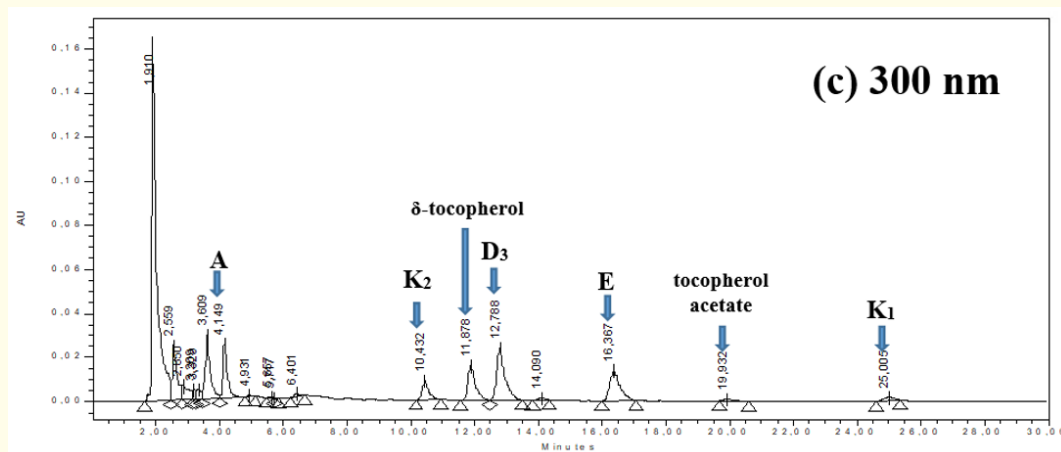 (c) 300 nm
0,16
0,14
0,12
0,10
0,08
0,06
0,04
0,02
0,00
AU
1,910
2,559
3,609
A
4,149
4,931
6,401
K2
10,432
δ-tocopherol
11,878
D3
12,788
14,090
E
16,367
tocopherol
acetate
19,932
K1
25,005
2,00 4,00 6,00 8,00 10,00 12,00 14,00 16,00 18,00 20,00 22,00 24,00 26,00 28,00 30,00
Minutes